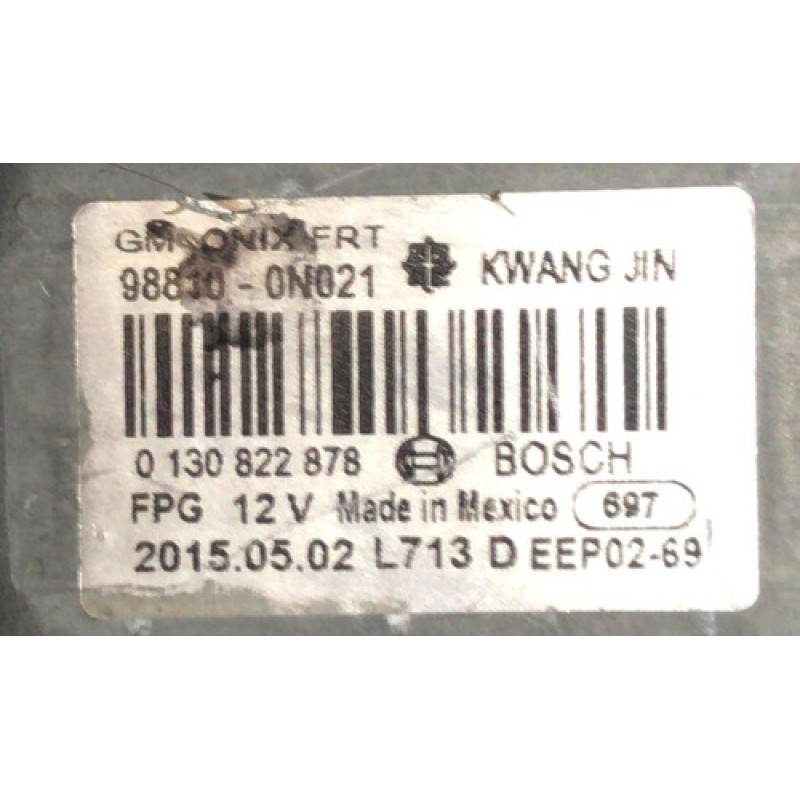 GM ONIX FRT
98810-0N021 KWANG JIN
0 130 822 878 BOSCH
FPG 12 V Made in Mexico 697
2015.05.02 L713 D EEP02-69